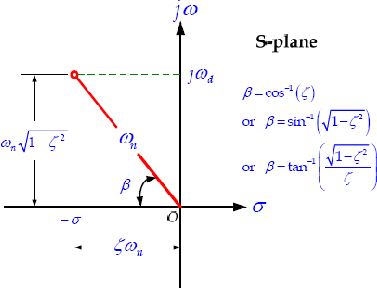 jω
S-plane
jω_d
β = cos⁻¹(ζ)
or β = sin⁻¹(√1−ζ²)
ω_n√1 ζ²
ω_n
or β − tan⁻¹(√1−ζ²/ζ)
β
−σ
O
σ
ζω_n